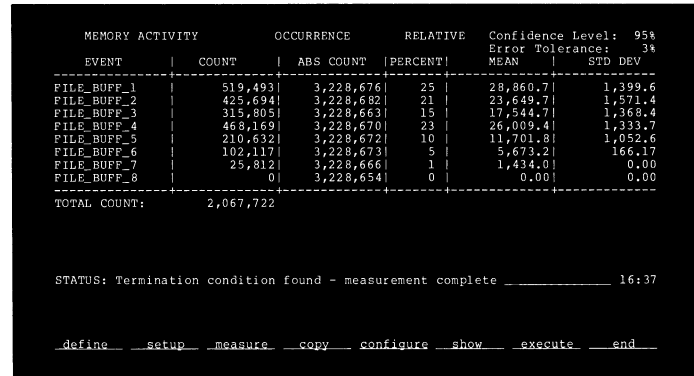 MEMORY ACTIVITY OCCURRENCE RELATIVE Confidence Level: 95%
Error Tolerance: 3%
EVENT | COUNT | ABS COUNT |PERCENT| MEAN | STD DEV
FILE_BUFF_1 | 519,493| 3,228,676| 25 | 28,860.7| 1,399.6
FILE_BUFF_2 | 425,694| 3,228,682| 21 | 23,649.7| 1,571.4
FILE_BUFF_3 | 315,805| 3,228,663| 15 | 17,544.7| 1,368.4
FILE_BUFF_4 | 468,169| 3,228,670| 23 | 26,009.4| 1,333.7
FILE_BUFF_5 | 210,632| 3,228,672| 10 | 11,701.8| 1,052.6
FILE_BUFF_6 | 102,117| 3,228,673| 5 | 5,673.2| 166.17
FILE_BUFF_7 | 25,812| 3,228,666| 1 | 1,434.0| 0.00
FILE_BUFF_8 | 0| 3,228,654| 0 | 0.00| 0.00
TOTAL COUNT: 2,067,722
STATUS: Termination condition found - measurement complete 16:37
define setup measure copy configure show execute end